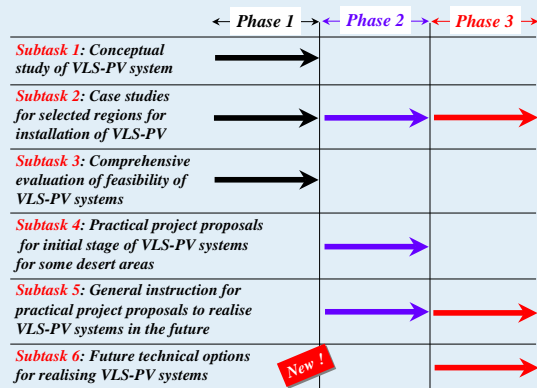 Phase 1 Phase 2 Phase 3
Subtask 1: Conceptual
study of VLS-PV system
Subtask 2: Case studies
for selected regions for
installation of VLS-PV
Subtask 3: Comprehensive
evaluation of feasibility of
VLS-PV systems
Subtask 4: Practical project proposals
for initial stage of VLS-PV systems
for some desert areas
Subtask 5: General instruction for
practical project proposals to realise
VLS-PV systems in the future
Subtask 6: Future technical options
for realising VLS-PV systems
New !